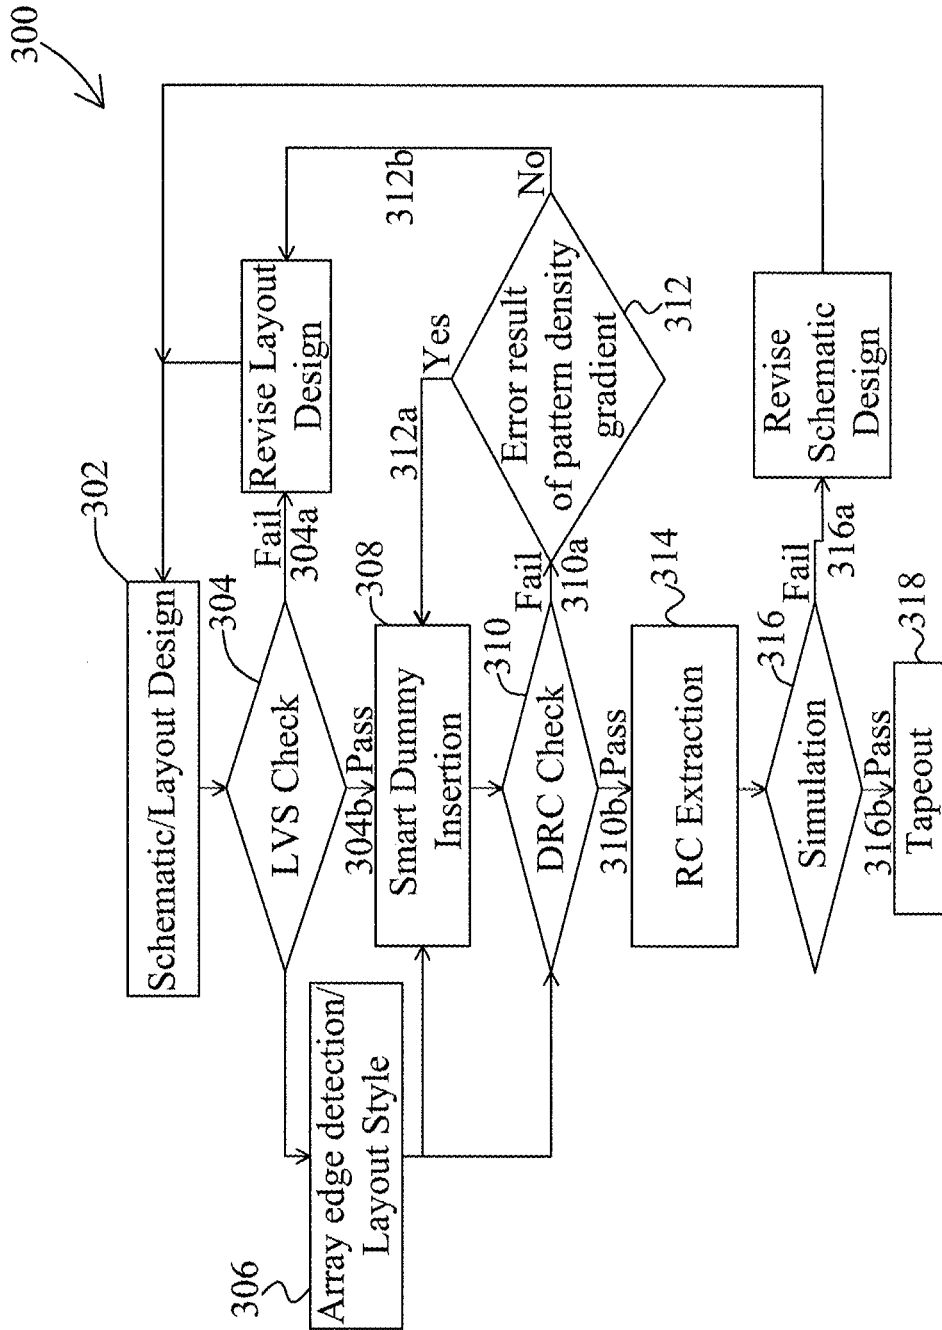 300
302
Schematic/Layout Design
304
LVS Check
Fail
304a
Revise Layout
Design
304b
Pass
306
Array edge detection/
Layout Style
308
Smart Dummy
Insertion
312a
Yes
312b
No
310
DRC Check
Fail
310a
Error result
of pattern density
gradient
312
310b
Pass
314
RC Extraction
316
Simulation
Fail
316a
Revise
Schematic
Design
316b
Pass
318
Tapeout